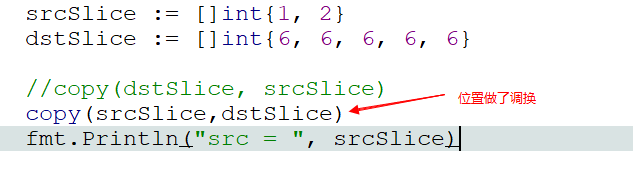 srcSlice := []int{1, 2}
dstSlice := []int{6, 6, 6, 6, 6}
//copy(dstSlice, srcSlice)
copy(srcSlice,dstSlice)
位置做了调换
fmt.Println("src = ", srcSlice)